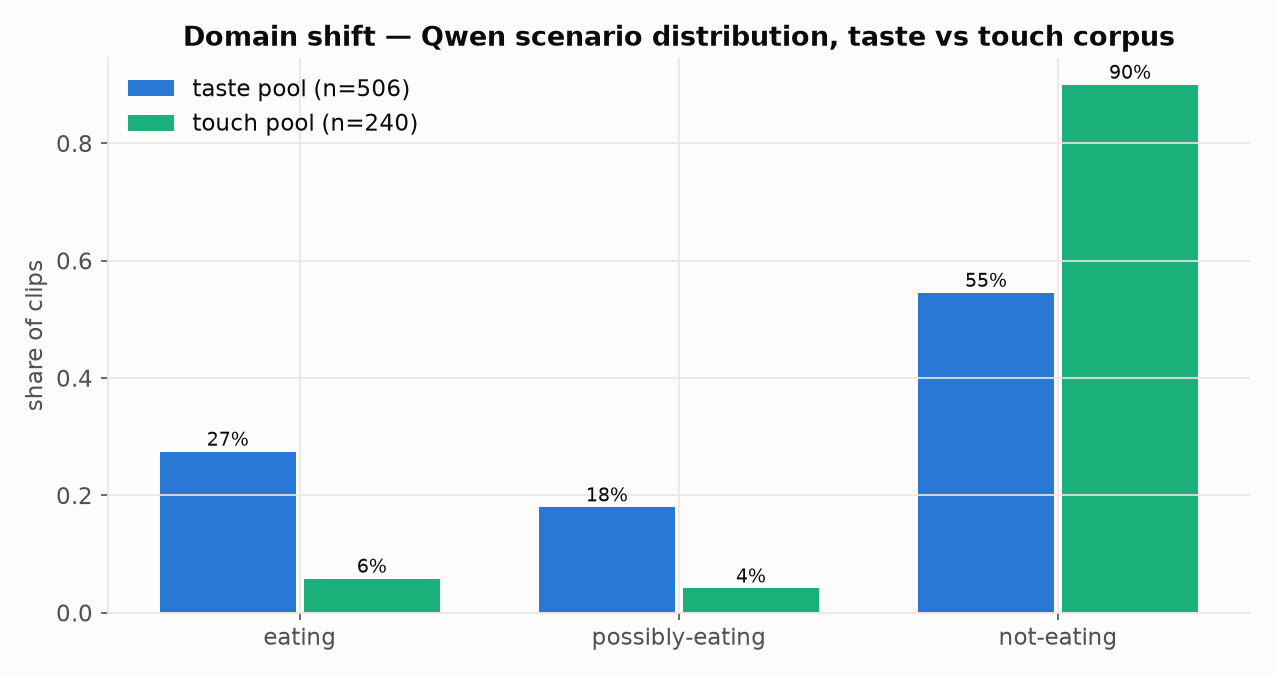 Domain shift — Qwen scenario distribution, taste vs touch corpus
taste pool (n=506)
touch pool (n=240)
share of clips
0.8
0.6
0.4
0.2
0.0
27%
6%
18%
4%
55%
90%
eating
possibly-eating
not-eating